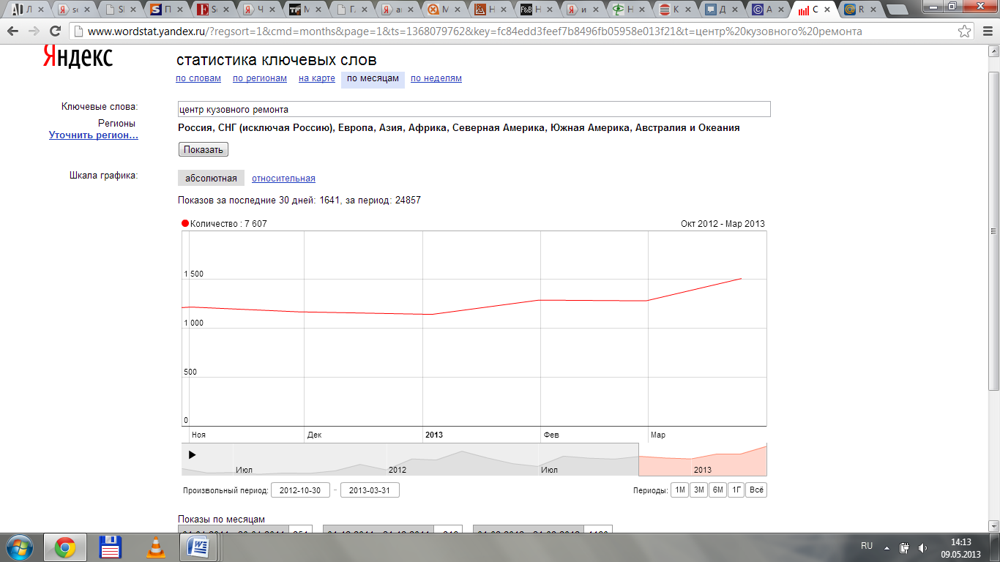 www.wordstat.yandex.ru/?regsort=1&cmd=months&page=1&ts=1368079762&key=fc84edd3feef7b8496fb05958e013f21&t=центр%20кузовного%20ремонта
Яндекс
статистика ключевых слов
по словам по регионам на карте по месяцам по неделям
Ключевые слова: центр кузовного ремонта
Регионы
Уточнить регион... Россия, СНГ (исключая Россию), Европа, Азия, Африка, Северная Америка, Южная Америка, Австралия и Океания
Показать
Шкала графика: абсолютная относительная
Показов за последние 30 дней: 1641, за период: 24857
Количество : 7 607 Окт 2012 - Мар 2013
1 500
1 000
500
0
Ноя Дек 2013 Фев Мар
Июл 2012 Июл 2013
Произвольный период: 2012-10-30 - 2013-03-31 Периоды: 1М 3М 6М 1Г Всё
Показы по месяцам
RU 14:13
09.05.2013